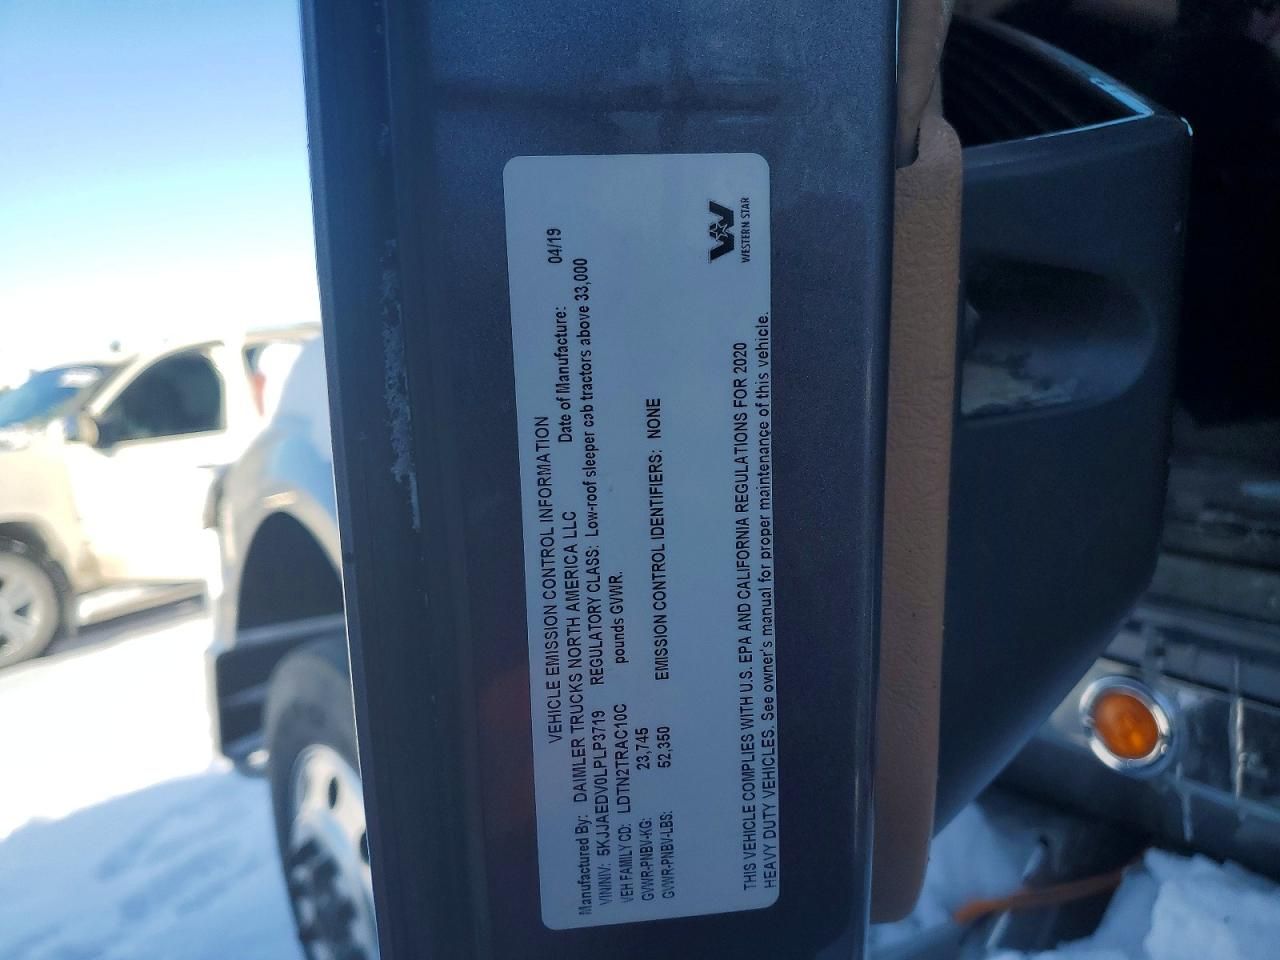 VEHICLE EMISSION CONTROL INFORMATION
Manufactured By: DAIMLER TRUCKS NORTH AMERICA LLC Date of Manufacture: 04/19
VIN/NIV: 5KJJAEDV0LPLP3719 REGULATORY CLASS: Low-roof sleeper cab tractors above 33,000
VEH FAMILY CD: LDTN2TRAC10C pounds GVWR.
GVWR-PNBV-KG: 23,745
GVWR-PNBV-LBS: 52,350 EMISSION CONTROL IDENTIFIERS: NONE
WESTERN STAR
THIS VEHICLE COMPLIES WITH U.S. EPA AND CALIFORNIA REGULATIONS FOR 2020
HEAVY DUTY VEHICLES. See owner's manual for proper maintenance of this vehicle.